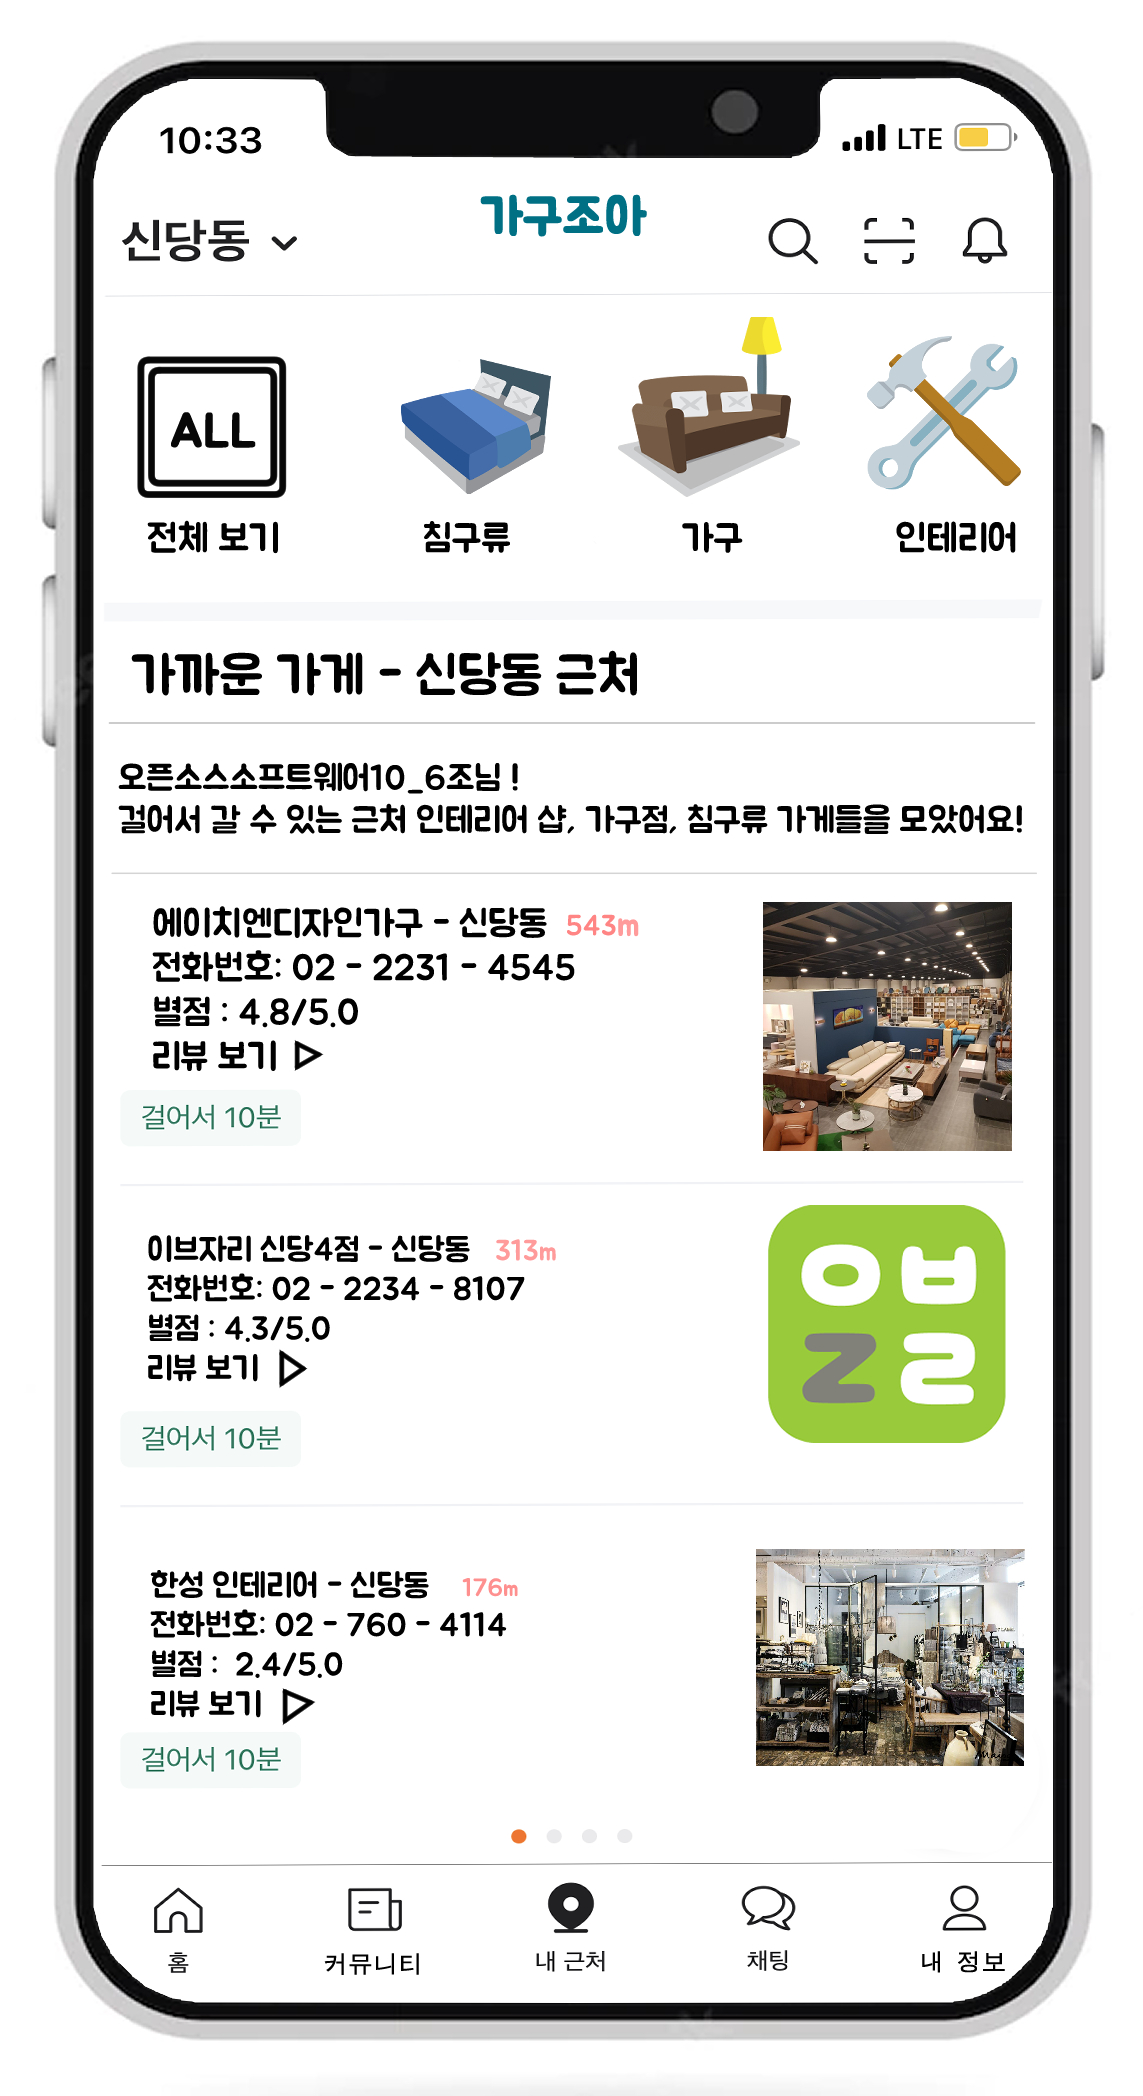 10:33
LTE
신당동
가구조아
ALL
전체 보기
침구류
가구
인테리어
가까운 가게 - 신당동 근처
오픈소스소프트웨어10_6조님 !
걸어서 갈 수 있는 근처 인테리어 샵, 가구점, 침구류 가게들을 모았어요!
에이치엔디자인가구 - 신당동 543m
전화번호: 02 - 2231 - 4545
별점 : 4.8/5.0
리뷰 보기
걸어서 10분
이브자리 신당4점 - 신당동 313m
전화번호: 02 - 2234 - 8107
별점 : 4.3/5.0
리뷰 보기
걸어서 10분
ㅇㅂ
ㅈㄹ
한성 인테리어 - 신당동 176m
전화번호: 02 - 760 - 4114
별점 : 2.4/5.0
리뷰 보기
걸어서 10분
홈
커뮤니티
내 근처
채팅
내 정보